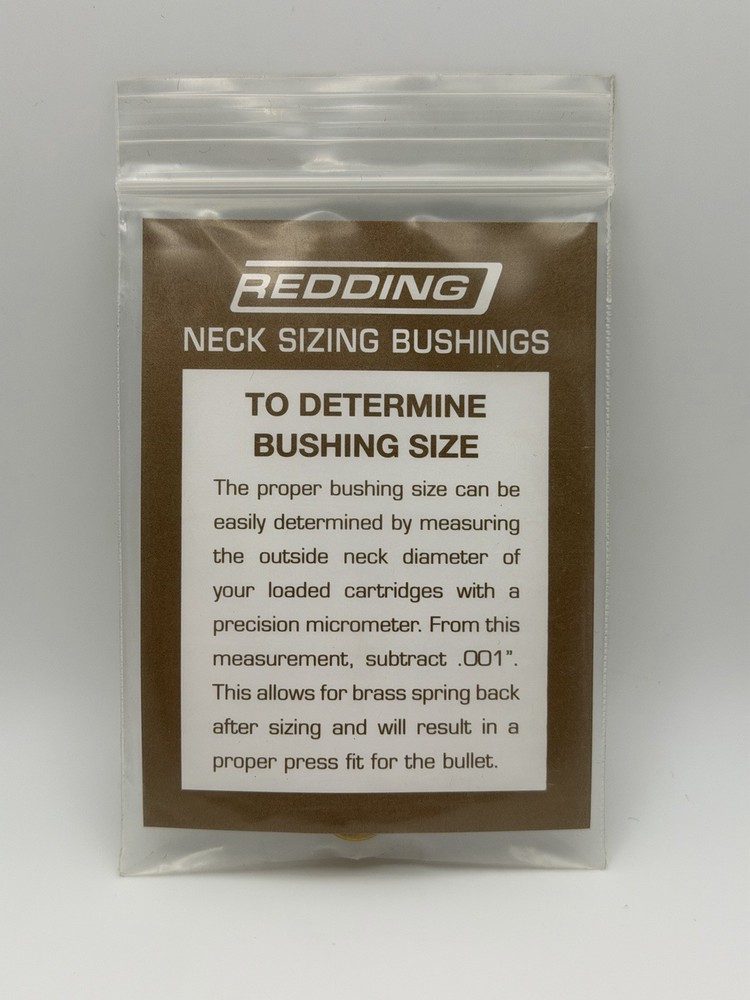 REDDING
NECK SIZING BUSHINGS
TO DETERMINE
BUSHING SIZE
The proper bushing size can be
easily determined by measuring
the outside neck diameter of
your loaded cartridges with a
precision micrometer. From this
measurement, subtract .001”.
This allows for brass spring back
after sizing and will result in a
proper press fit for the bullet.